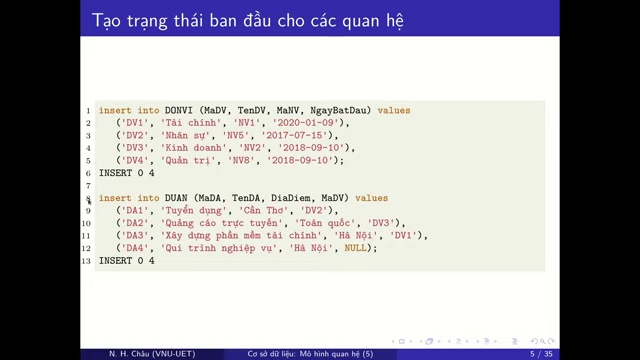 Tạo trạng thái ban đầu cho các quan hệ
1 insert into DONVI (MaDV, TenDV, MaNV, NgayBatDau) values
2 ('DV1', 'Tài chính', 'NV1', '2020-01-09'),
3 ('DV2', 'Nhân sự', 'NV5', '2017-07-15'),
4 ('DV3', 'Kinh doanh', 'NV2', '2018-09-10'),
5 ('DV4', 'Quản trị', 'NV8', '2018-09-10');
6 INSERT 0 4
7
8 insert into DUAN (MaDA, TenDA, DiaDiem, MaDV) values
9 ('DA1', 'Tuyển dụng', 'Cần Thơ', 'DV2'),
10 ('DA2', 'Quảng cáo trực tuyến', 'Toàn quốc', 'DV3'),
11 ('DA3', 'Xây dựng phần mềm tài chính', 'Hà Nội', 'DV1'),
12 ('DA4', 'Qui trình nghiệp vụ', 'Hà Nội', NULL);
13 INSERT 0 4
N. H. Châu (VNU-UET) Cơ sở dữ liệu: Mô hình quan hệ (5) 5 / 35